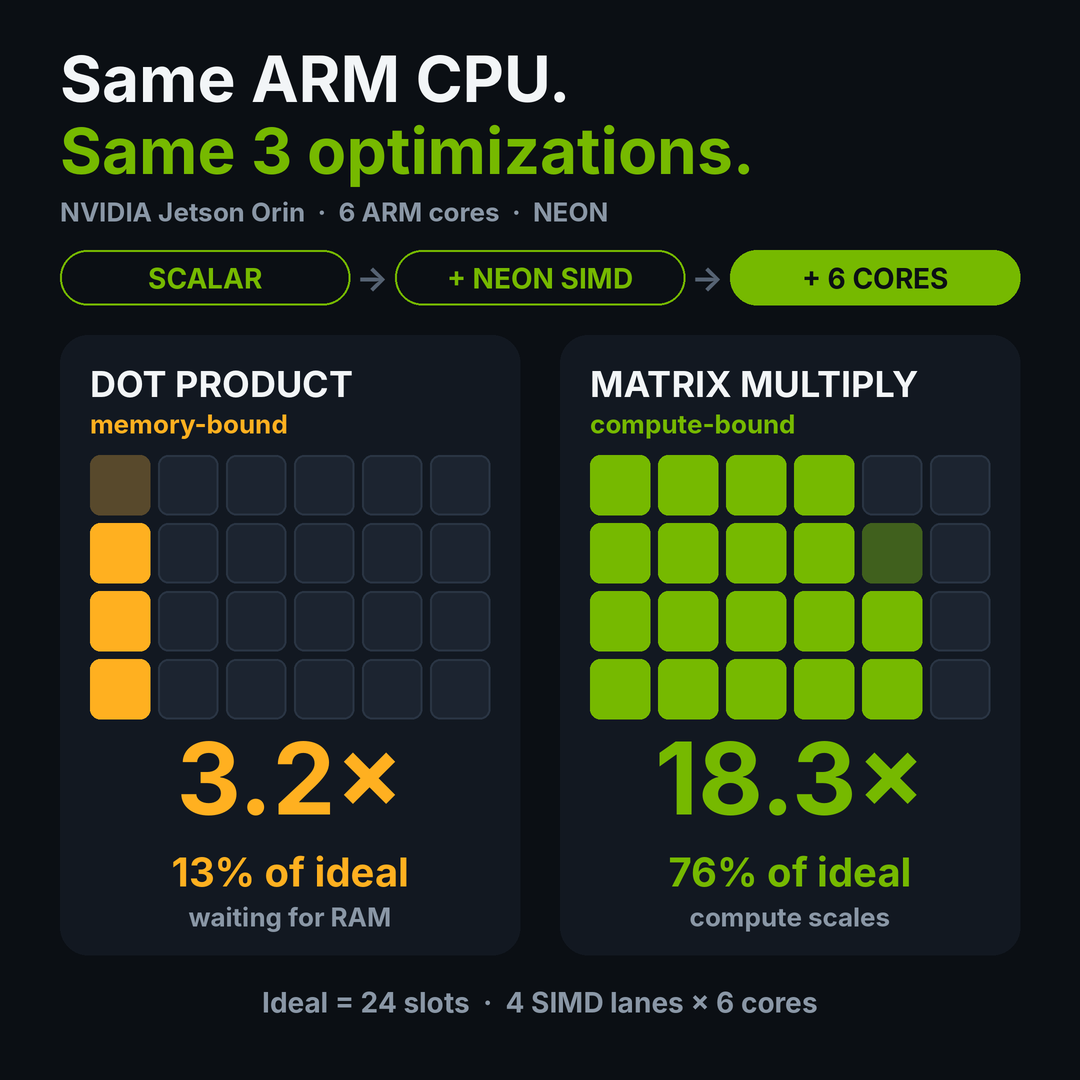 Same ARM CPU.
Same 3 optimizations.
NVIDIA Jetson Orin · 6 ARM cores · NEON
SCALAR → + NEON SIMD → + 6 CORES
DOT PRODUCT
memory-bound
3.2×
13% of ideal
waiting for RAM
MATRIX MULTIPLY
compute-bound
18.3×
76% of ideal
compute scales
Ideal = 24 slots · 4 SIMD lanes × 6 cores